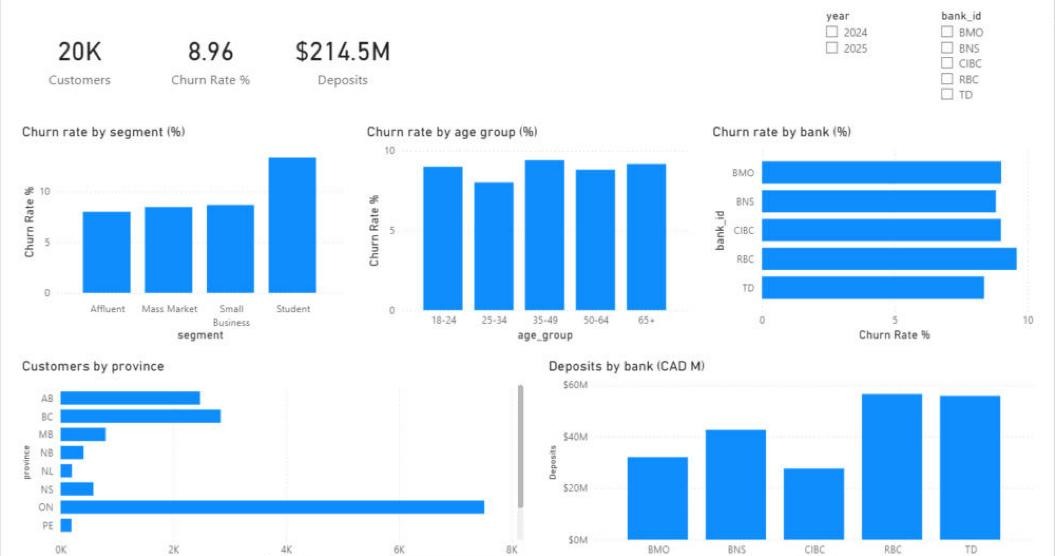 20K
Customers
8.96
Churn Rate %
$214.5M
Deposits
year
2024
2025
bank_id
BMO
BNS
CIBC
RBC
TD
Churn rate by segment (%)
Churn Rate %
10
5
0
Affluent
Mass Market
Small
Business
Student
segment
Churn rate by age group (%)
Churn Rate %
10
5
0
18-24
25-34
35-49
50-64
65+
age_group
Churn rate by bank (%)
bank_id
BMO
BNS
CIBC
RBC
TD
0
5
10
Churn Rate %
Customers by province
province
AB
BC
MB
NB
NL
NS
ON
PE
0K
2K
4K
6K
8K
Deposits by bank (CAD M)
Deposits
$60M
$40M
$20M
$0M
BMO
BNS
CIBC
RBC
TD